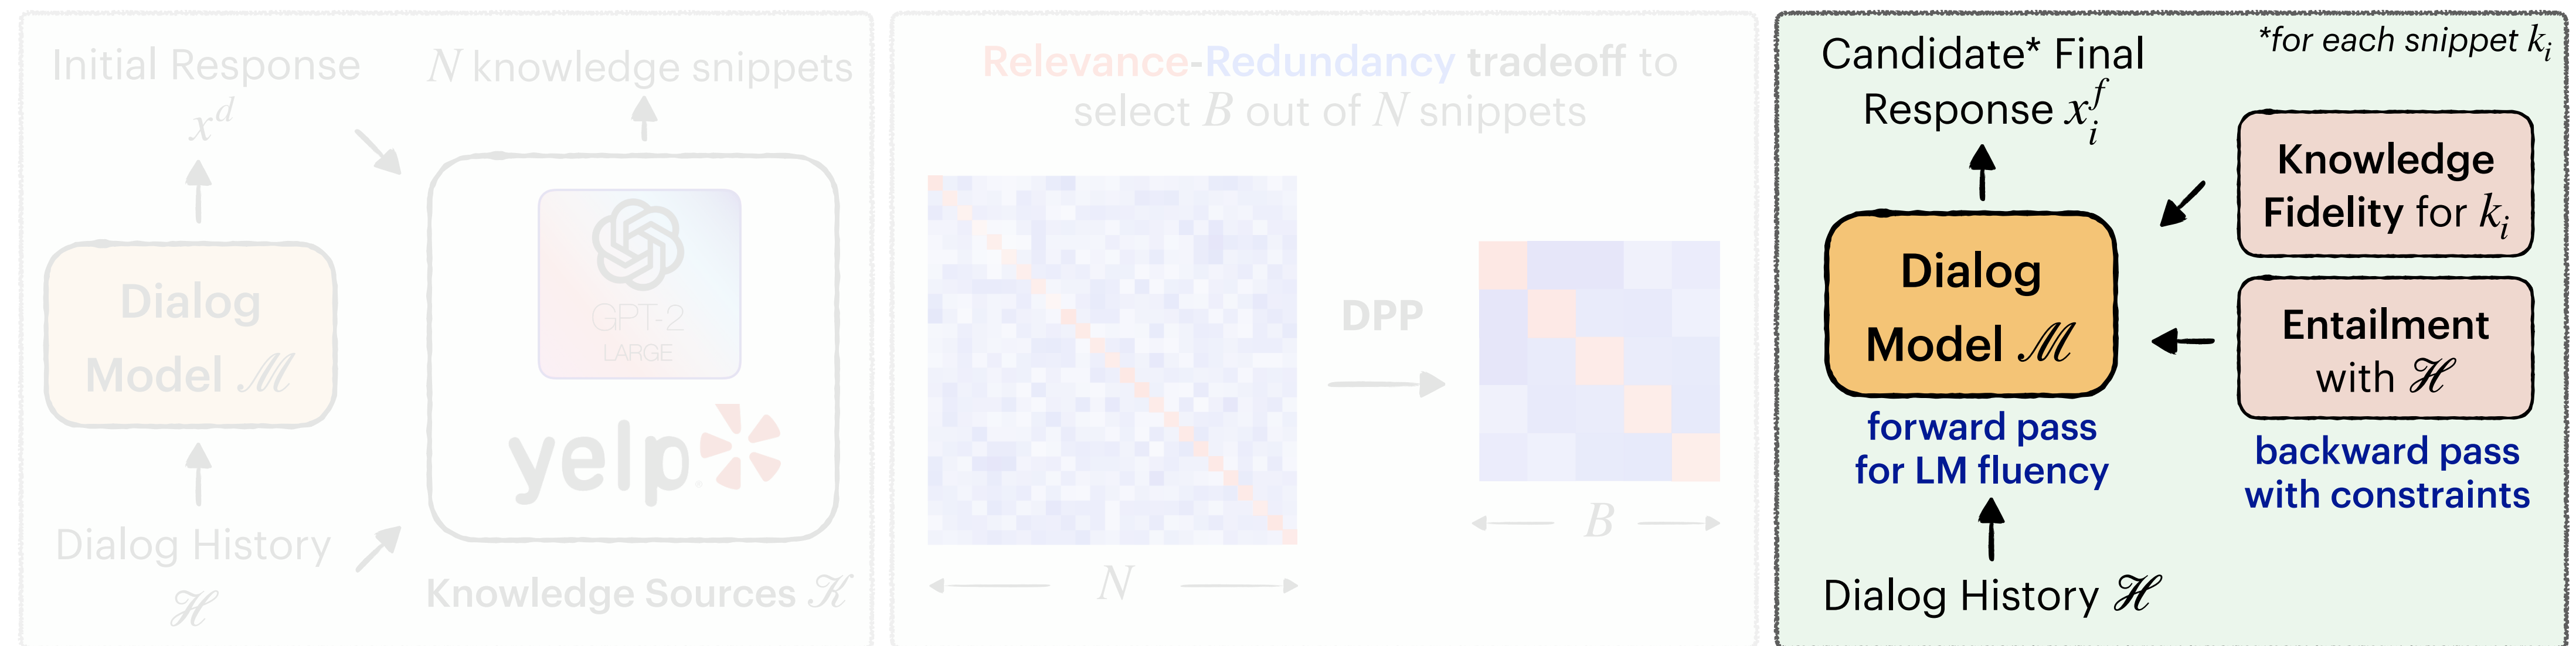 Initial Response
x^d
N knowledge snippets
Dialog
Model ℳ
GPT-2
LARGE
yelp
Dialog History
ℋ
Knowledge Sources 𝒦
Relevance-Redundancy tradeoff to
select B out of N snippets
DPP
N
B
*for each snippet k_i
Candidate* Final
Response x_i^f
Knowledge
Fidelity for k_i
Dialog
Model ℳ
Entailment
with ℋ
forward pass
for LM fluency
backward pass
with constraints
Dialog History ℋ